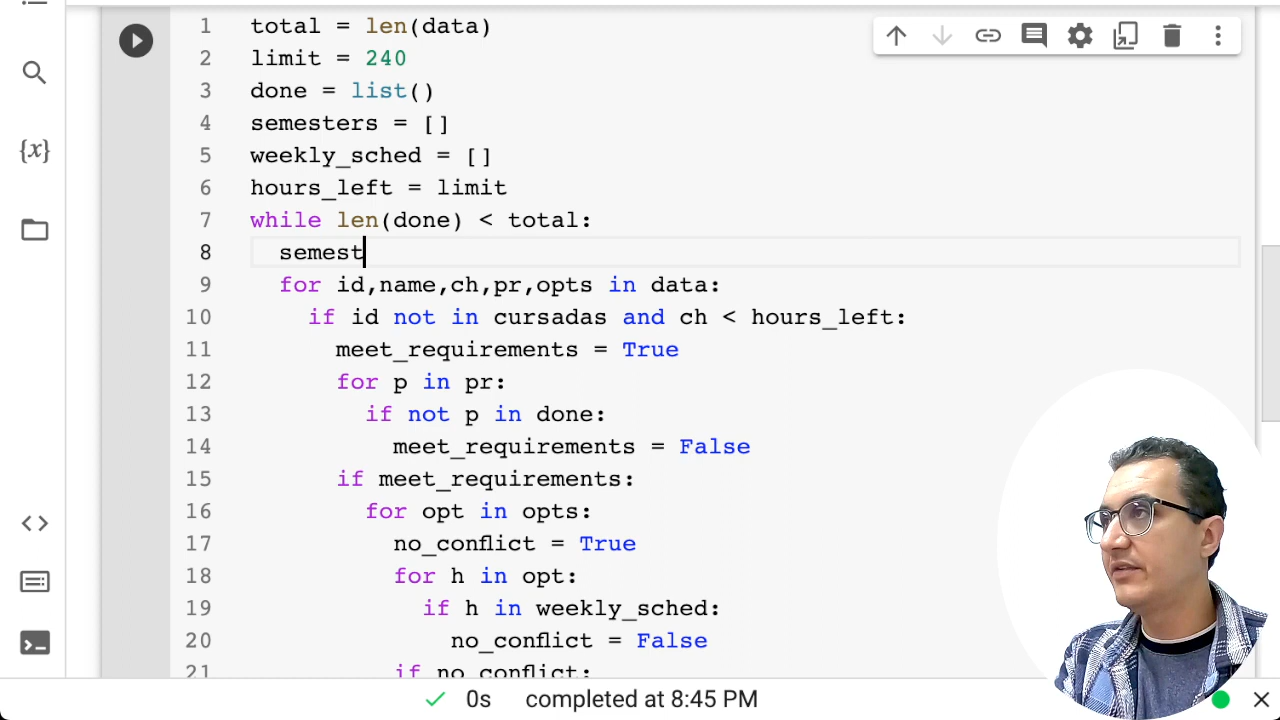 1 total = len(data)
2 limit = 240
3 done = list()
4 semesters = []
5 weekly_sched = []
6 hours_left = limit
7 while len(done) < total:
8 semest
9 for id,name,ch,pr,opts in data:
10 if id not in cursadas and ch < hours_left:
11 meet_requirements = True
12 for p in pr:
13 if not p in done:
14 meet_requirements = False
15 if meet_requirements:
16 for opt in opts:
17 no_conflict = True
18 for h in opt:
19 if h in weekly_sched:
20 no_conflict = False
21 if no_conflict:
{x}
0s completed at 8:45 PM